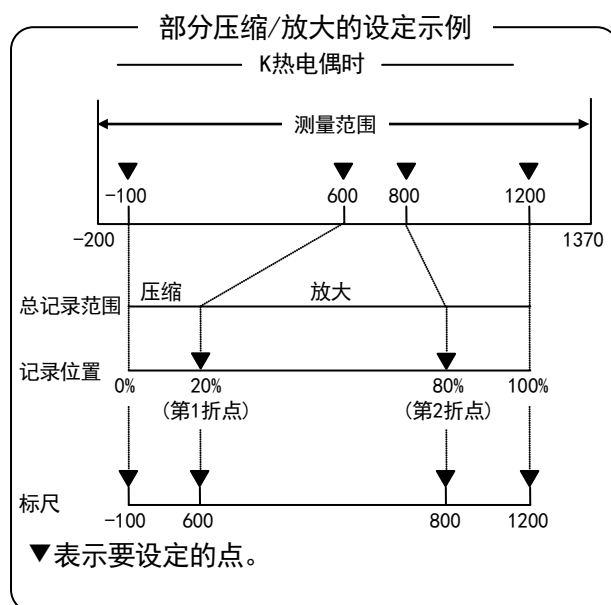 部分压缩/放大的设定示例
K热电偶时
测量范围
-100 600 800 1200
-200 1370
总记录范围 压缩 放大
记录位置
0% 20% 80% 100%
(第1折点) (第2折点)
标尺
-100 600 800 1200
▼表示要设定的点。